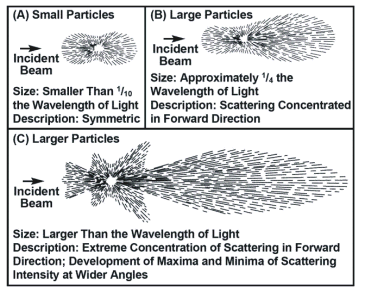 (A) Small Particles
Incident
Beam
Size: Smaller Than 1/10
the Wavelength of Light
Description: Symmetric
(B) Large Particles
Incident
Beam
Size: Approximately 1/4 the
Wavelength of Light
Description: Scattering Concentrated
in Forward Direction
(C) Larger Particles
Incident
Beam
Size: Larger Than the Wavelength of Light
Description: Extreme Concentration of Scattering in Forward
Direction; Development of Maxima and Minima of Scattering
Intensity at Wider Angles